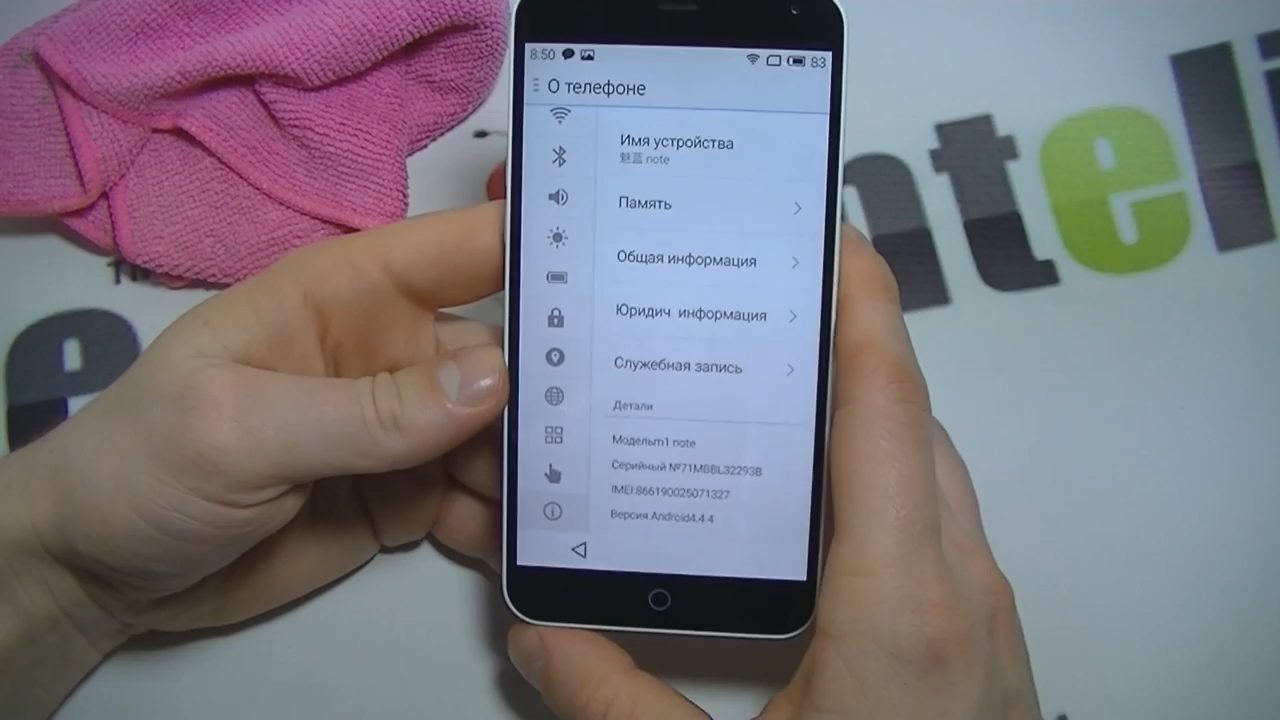 8:50
83
О телефоне
Имя устройства
魅蓝 note
Память
Общая информация
Юридич информация
Служебная запись
Детали
Модельm1 note
Серийный №71MBBL32293B
IMEI:866190025071327
Версия Android4.4.4
enteli
e